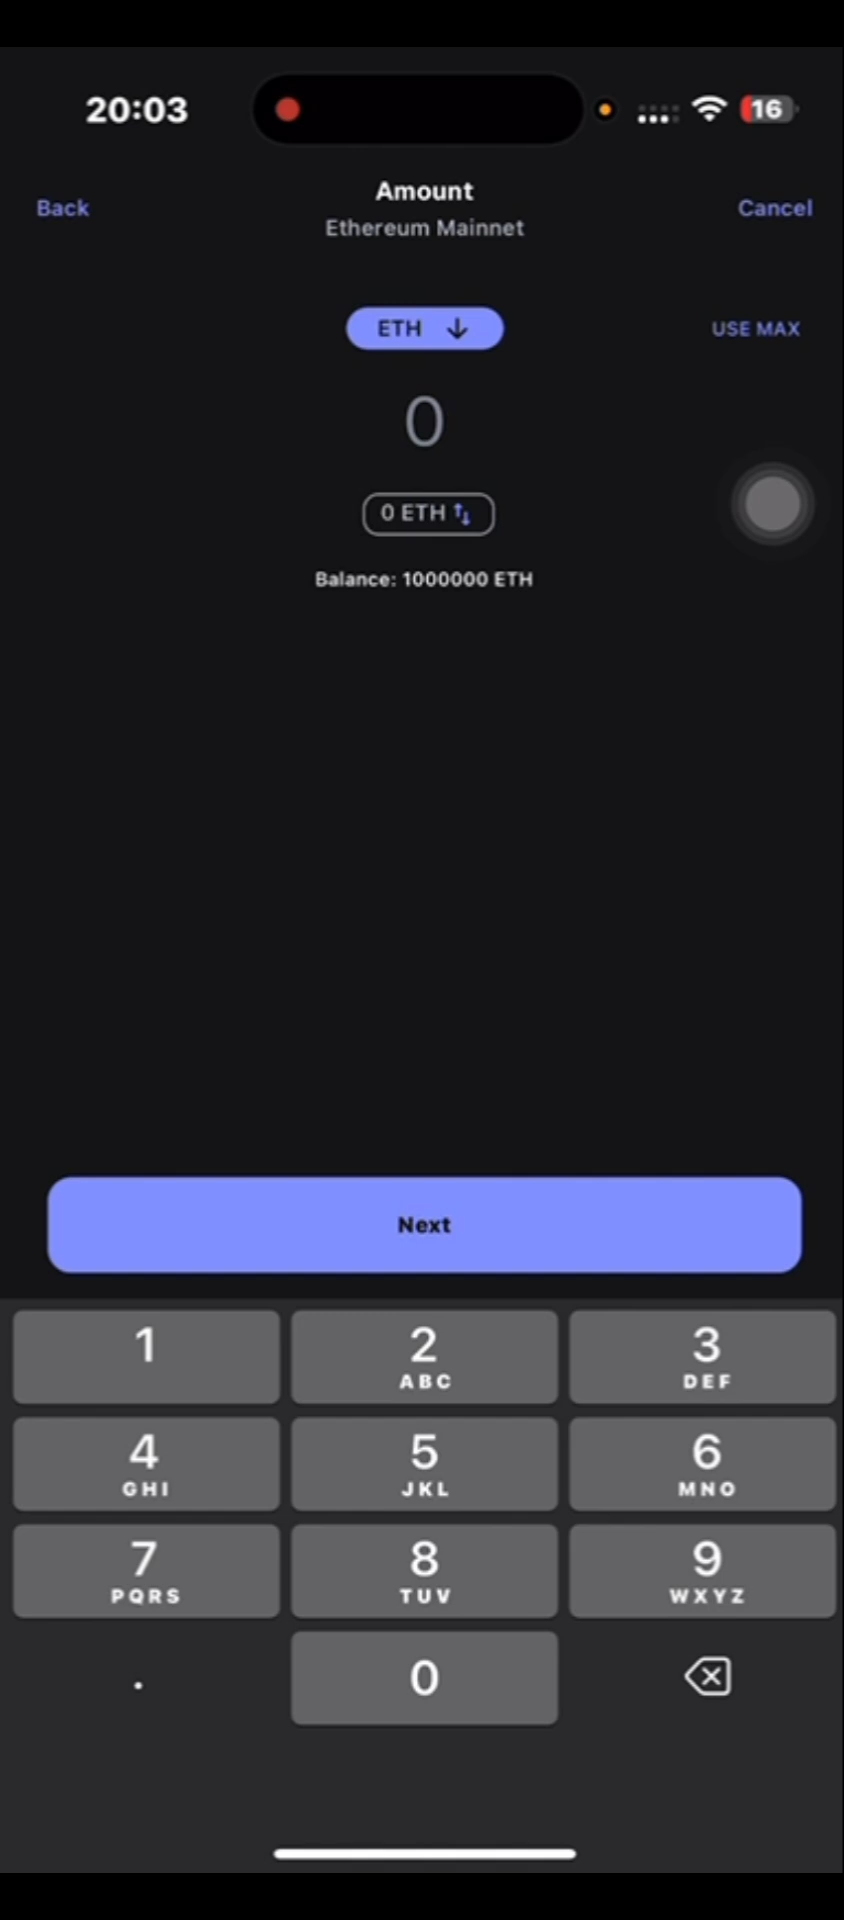 20:03
16
Back
Amount
Cancel
Ethereum Mainnet
ETH
USE MAX
0
0 ETH
Balance: 1000000 ETH
Next
1
2
ABC
3
DEF
4
GHI
5
JKL
6
MNO
7
PQRS
8
TUV
9
WXYZ
.
0